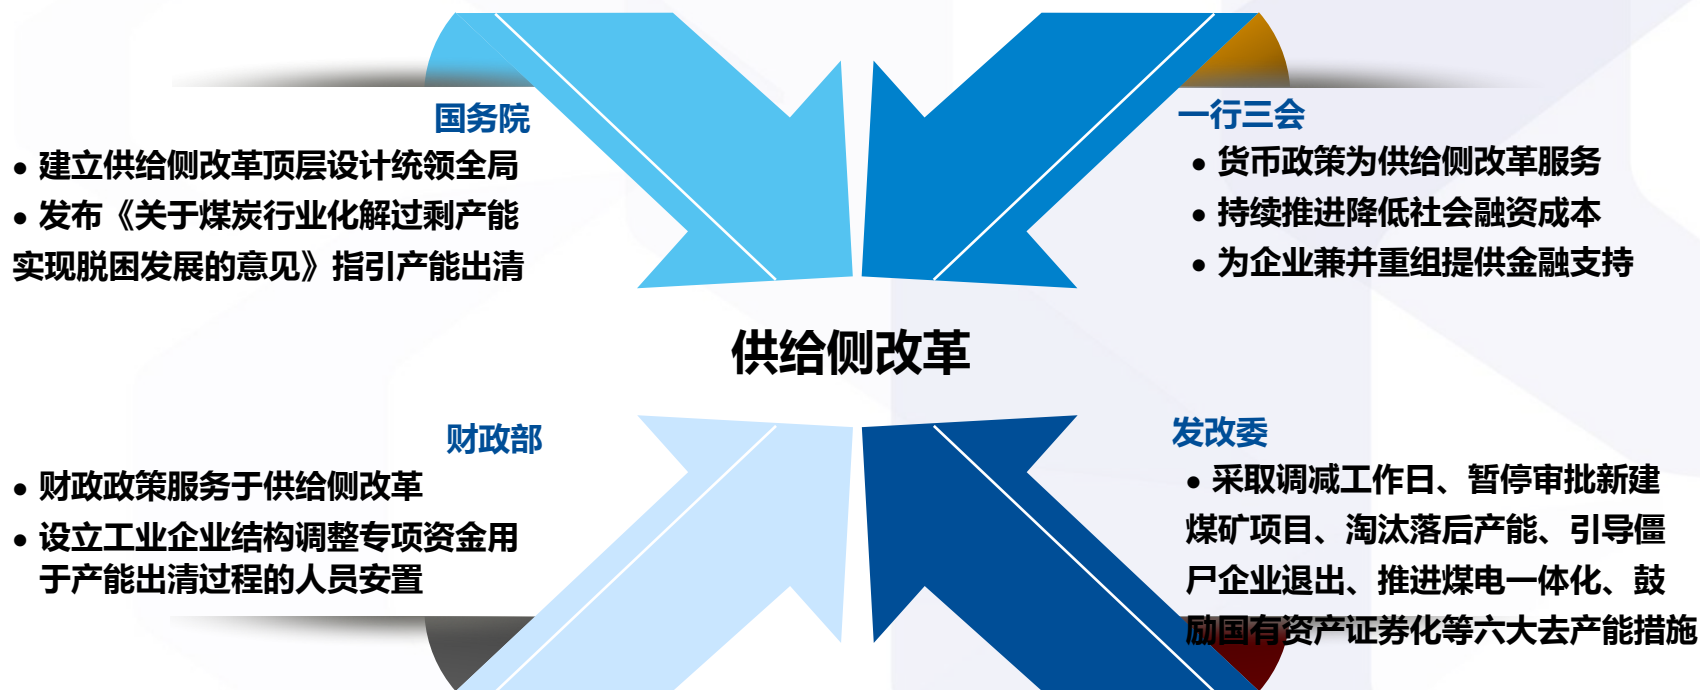 国务院
• 建立供给侧改革顶层设计统领全局
• 发布《关于煤炭行业化解过剩产能
实现脱困发展的意见》指引产能出清
一行三会
• 货币政策为供给侧改革服务
• 持续推进降低社会融资成本
• 为企业兼并重组提供金融支持
供给侧改革
财政部
• 财政政策服务于供给侧改革
• 设立工业企业结构调整专项资金用
于产能出清过程的人员安置
发改委
• 采取调减工作日、暂停审批新建
煤矿项目、淘汰落后产能、引导僵
尸企业退出、推进煤电一体化、鼓
励国有资产证券化等六大去产能措施